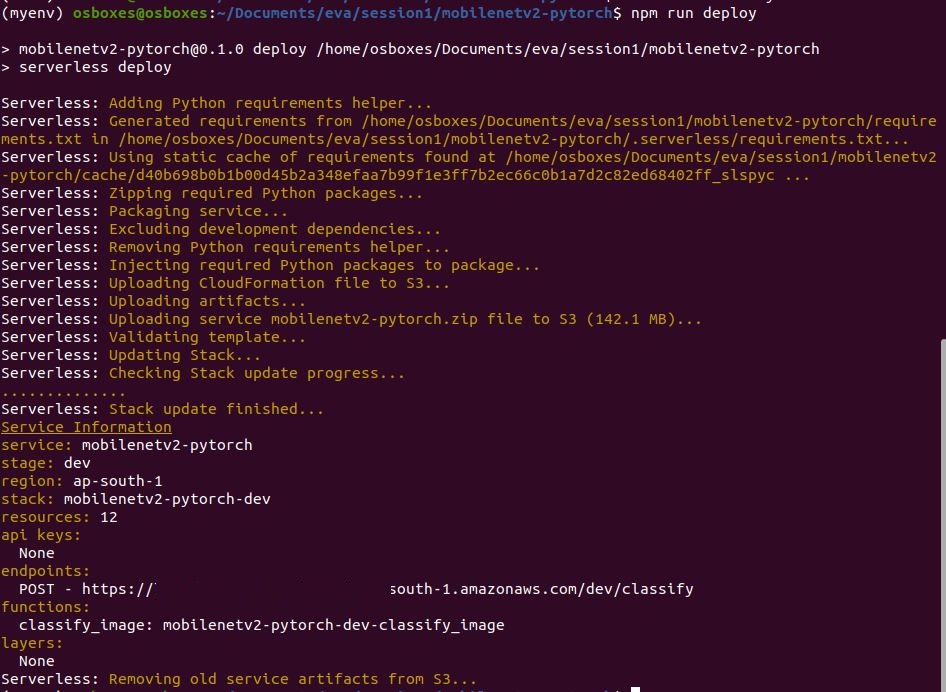 (myenv) osboxes@osboxes:~/Documents/eva/session1/mobilenetv2-pytorch$ npm run deploy
> mobilenetv2-pytorch@0.1.0 deploy /home/osboxes/Documents/eva/session1/mobilenetv2-pytorch
> serverless deploy
Serverless: Adding Python requirements helper...
Serverless: Generated requirements from /home/osboxes/Documents/eva/session1/mobilenetv2-pytorch/require
ments.txt in /home/osboxes/Documents/eva/session1/mobilenetv2-pytorch/.serverless/requirements.txt...
Serverless: Using static cache of requirements found at /home/osboxes/Documents/eva/session1/mobilenetv2
-pytorch/cache/d40b698b0b1b00d45b2a348efaa7b99f1e3ff7b2ec66c0b1a7d2c82ed68402ff_slspyc ...
Serverless: Zipping required Python packages...
Serverless: Packaging service...
Serverless: Excluding development dependencies...
Serverless: Removing Python requirements helper...
Serverless: Injecting required Python packages to package...
Serverless: Uploading CloudFormation file to S3...
Serverless: Uploading artifacts...
Serverless: Uploading service mobilenetv2-pytorch.zip file to S3 (142.1 MB)...
Serverless: Validating template...
Serverless: Updating Stack...
Serverless: Checking Stack update progress...
..............
Serverless: Stack update finished...
Service Information
service: mobilenetv2-pytorch
stage: dev
region: ap-south-1
stack: mobilenetv2-pytorch-dev
resources: 12
api keys:
  None
endpoints:
  POST - https:// south-1.amazonaws.com/dev/classify
functions:
  classify_image: mobilenetv2-pytorch-dev-classify_image
layers:
  None
Serverless: Removing old service artifacts from S3...